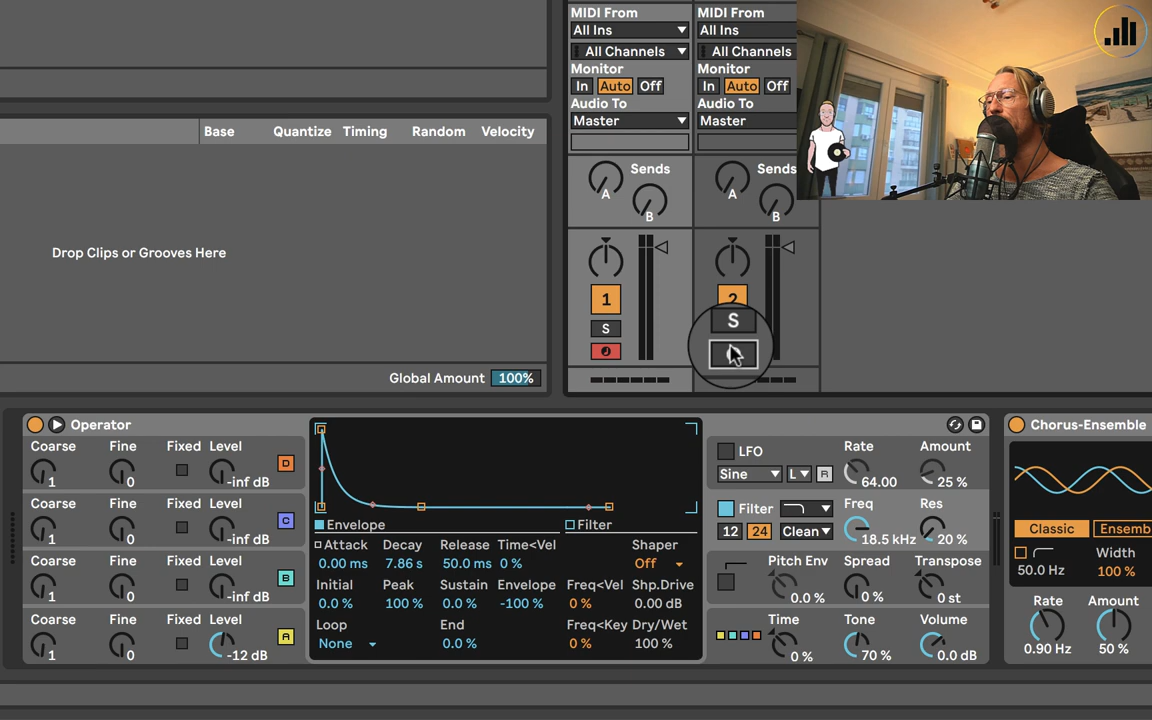 MIDI From
MIDI From
All Ins
All Ins
All Channels
All Channels
Monitor
Monitor
In Auto Off
In Auto Off
Audio To
Audio To
Master
Master
Base Quantize Timing Random Velocity
Sends
Sends
A
A
B
B
Drop Clips or Grooves Here
1
2
S
S
Global Amount 100%
Operator
Chorus-Ensemble
Coarse Fine Fixed Level
1 0 -inf dB D
Coarse Fine Fixed Level
1 0 -inf dB C
Coarse Fine Fixed Level
1 0 -inf dB B
Coarse Fine Fixed Level
1 0 -12 dB A
Envelope
Filter
Attack Decay Release Time<Vel Shaper
0.00 ms 7.86 s 50.0 ms 0 % Off
Initial Peak Sustain Envelope Freq<Vel Shp.Drive
0.0 % 100 % 0.0 % -100 % 0 % 0.00 dB
Loop End Freq<Key Dry/Wet
None 0.0 % 0 % 100 %
LFO Rate Amount
Sine L R 64.00 25 %
Filter Freq Res
12 24 Clean 18.5 kHz 20 %
Pitch Env Spread Transpose
0.0 % 0 % 0 st
Time Tone Volume
0 % 70 % 0.0 dB
Classic Ensemb
Width
50.0 Hz 100 %
Rate Amount
0.90 Hz 50 %